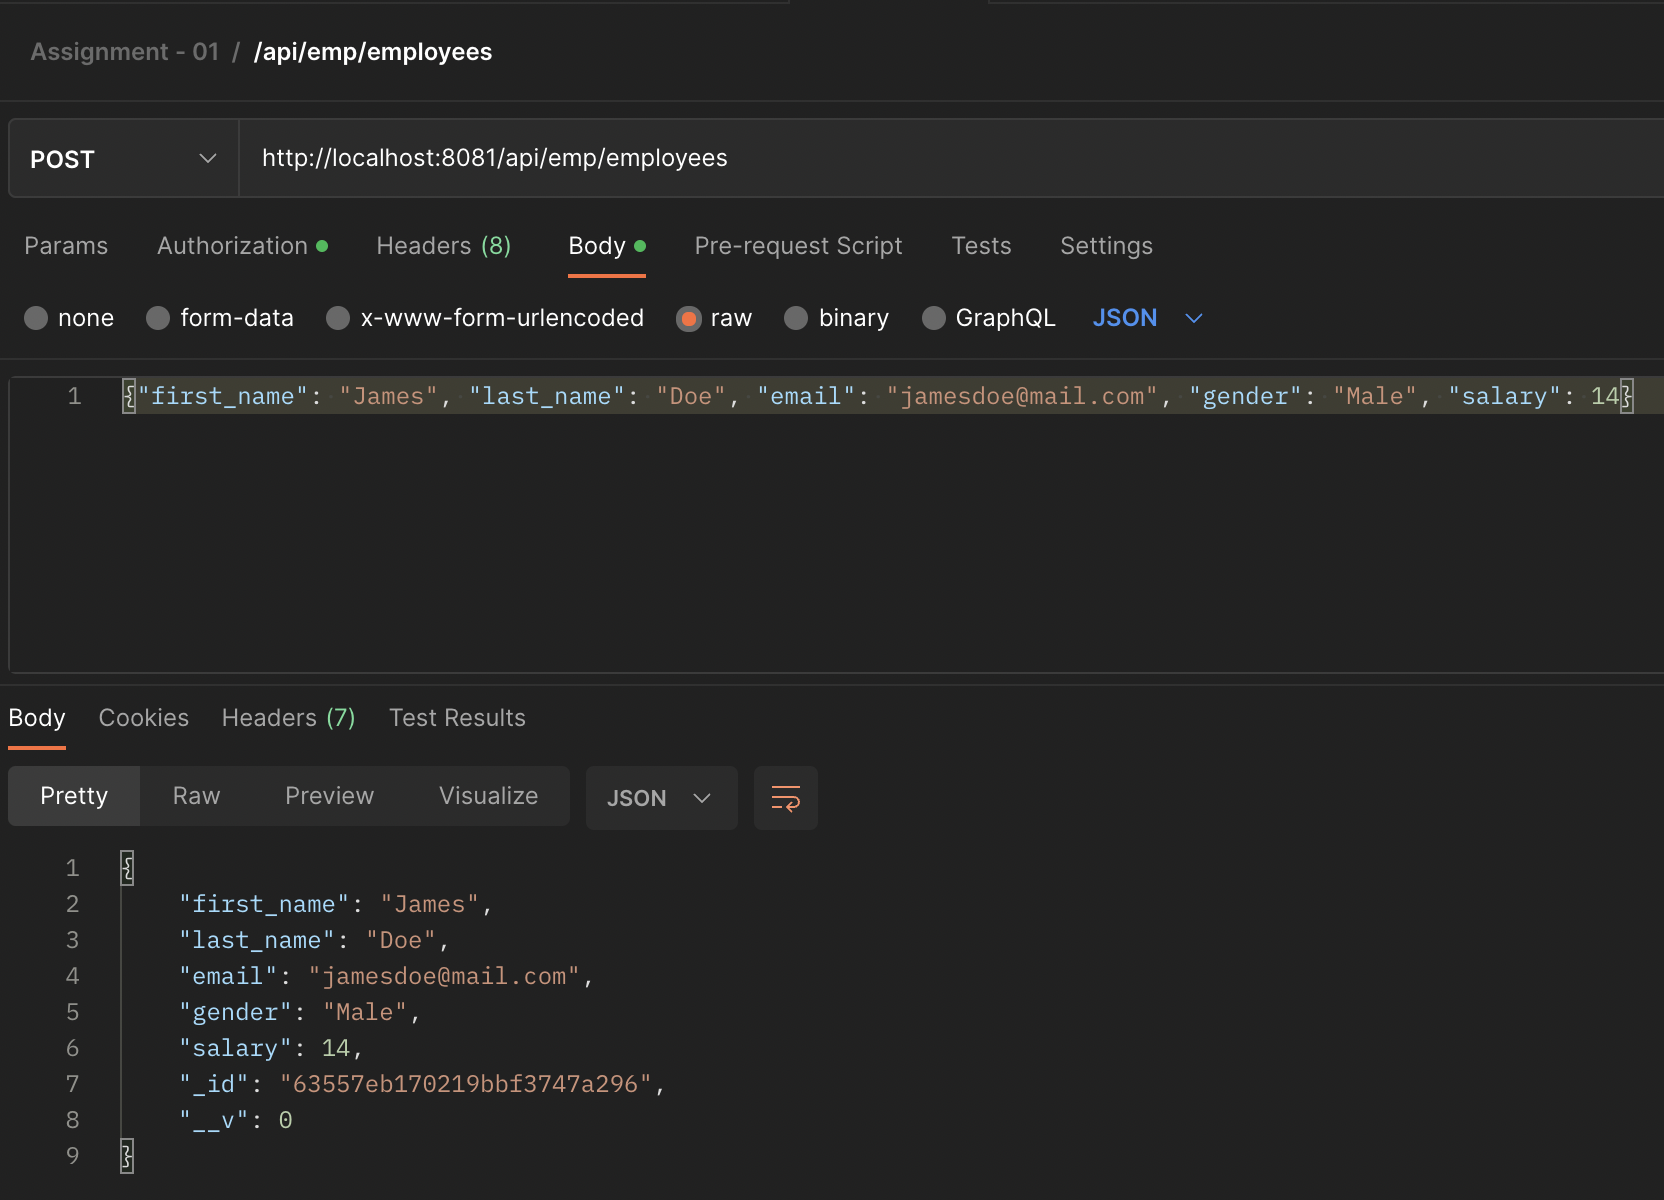 Assignment - 01 / /api/emp/employees
POST http://localhost:8081/api/emp/employees
Params Authorization Headers (8) Body Pre-request Script Tests Settings
none form-data x-www-form-urlencoded raw binary GraphQL JSON
1 {"first_name": "James", "last_name": "Doe", "email": "jamesdoe@mail.com", "gender": "Male", "salary": 14}
Body Cookies Headers (7) Test Results
Pretty Raw Preview Visualize JSON
1 {
2 "first_name": "James",
3 "last_name": "Doe",
4 "email": "jamesdoe@mail.com",
5 "gender": "Male",
6 "salary": 14,
7 "_id": "63557eb170219bbf3747a296",
8 "__v": 0
9 }